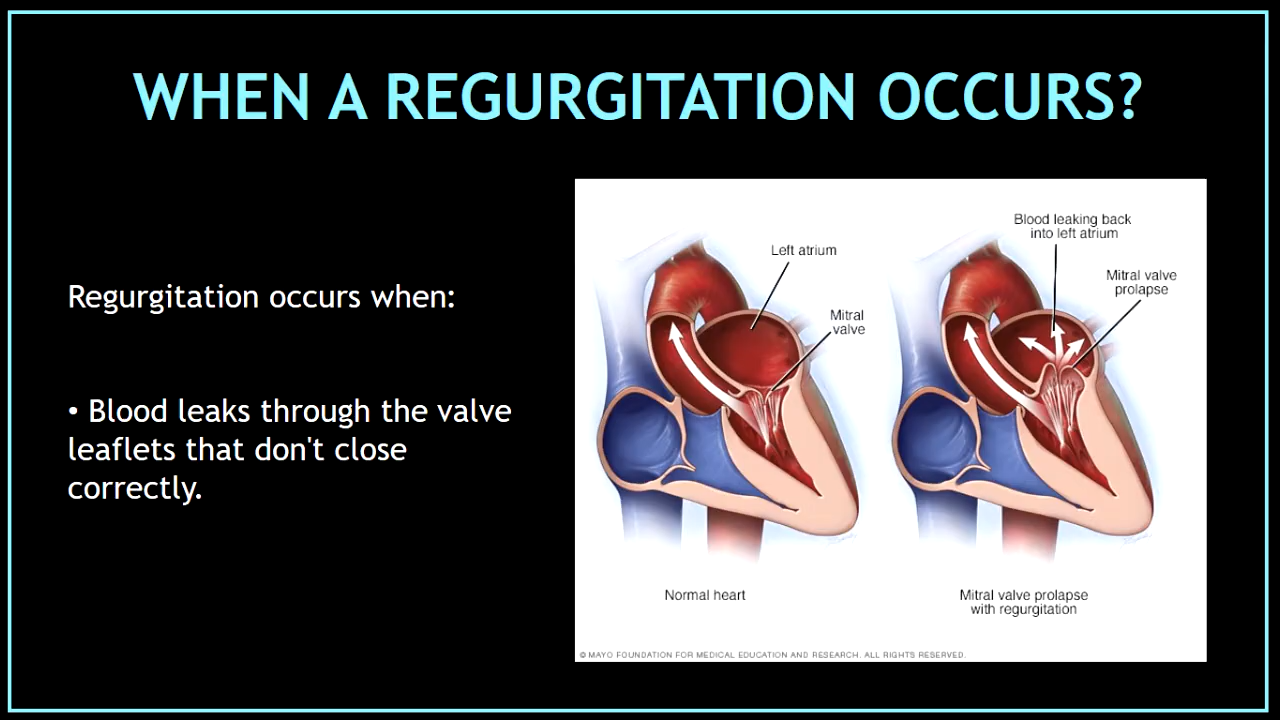 WHEN A REGURGITATION OCCURS?
Regurgitation occurs when:
• Blood leaks through the valve
leaflets that don't close
correctly.
Left atrium
Mitral
valve
Normal heart
Blood leaking back
into left atrium
Mitral valve
prolapse
Mitral valve prolapse
with regurgitation
© MAYO FOUNDATION FOR MEDICAL EDUCATION AND RESEARCH. ALL RIGHTS RESERVED.